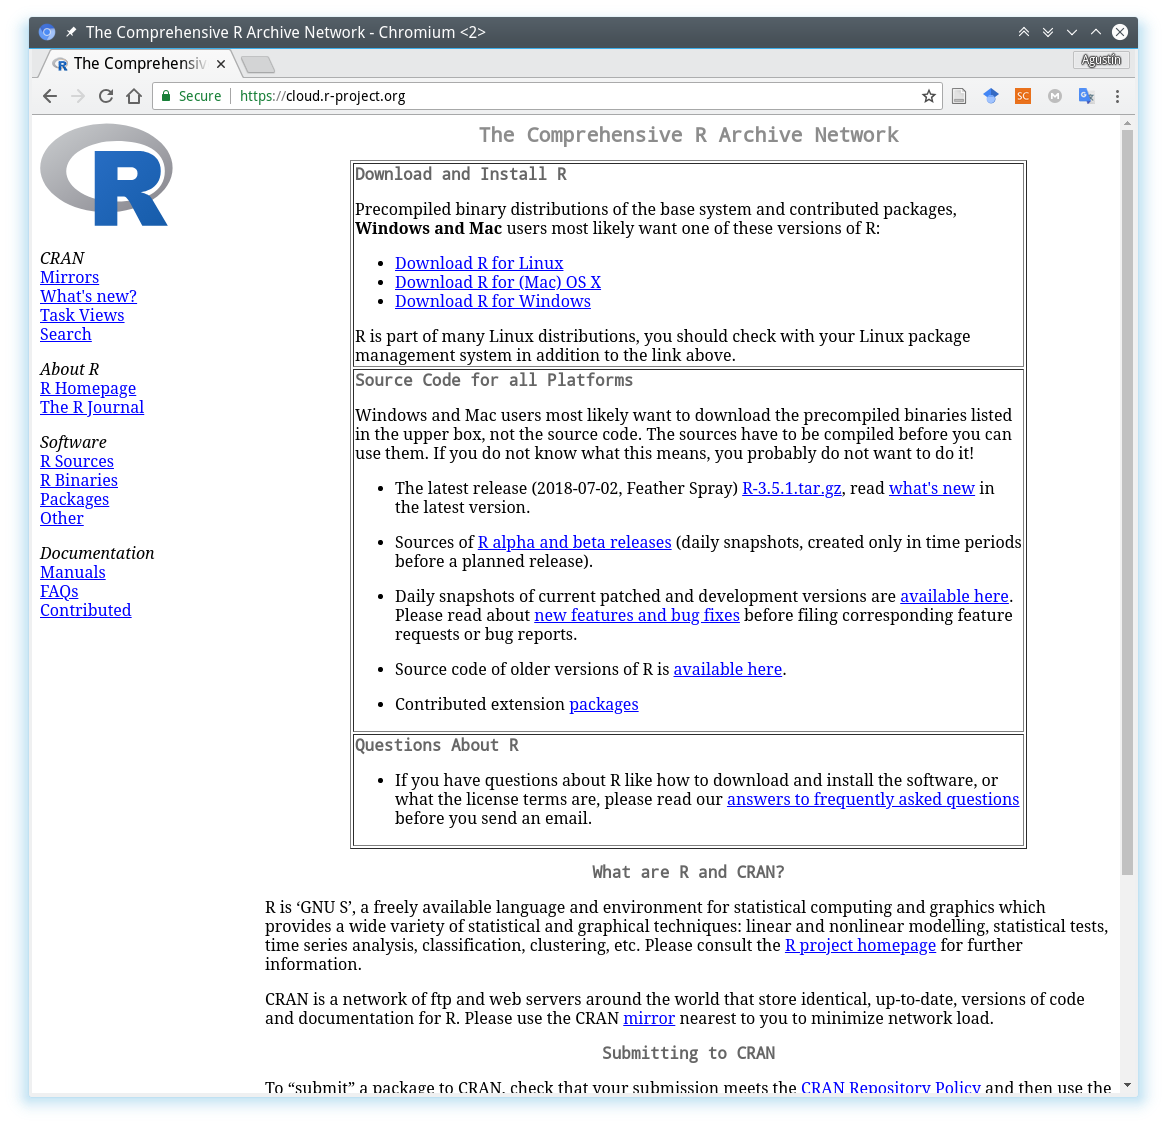 The Comprehensive R Archive Network - Chromium <2>
The Comprehensiv
Agustín
Secure
https://cloud.r-project.org
SC
M
R
CRAN
Mirrors
What's new?
Task Views
Search
About R
R Homepage
The R Journal
Software
R Sources
R Binaries
Packages
Other
Documentation
Manuals
FAQs
Contributed
The Comprehensive R Archive Network
Download and Install R
Precompiled binary distributions of the base system and contributed packages,
Windows and Mac users most likely want one of these versions of R:
• Download R for Linux
• Download R for (Mac) OS X
• Download R for Windows
R is part of many Linux distributions, you should check with your Linux package
management system in addition to the link above.
Source Code for all Platforms
Windows and Mac users most likely want to download the precompiled binaries listed
in the upper box, not the source code. The sources have to be compiled before you can
use them. If you do not know what this means, you probably do not want to do it!
• The latest release (2018-07-02, Feather Spray) R-3.5.1.tar.gz, read what's new in
the latest version.
• Sources of R alpha and beta releases (daily snapshots, created only in time periods
before a planned release).
• Daily snapshots of current patched and development versions are available here.
Please read about new features and bug fixes before filing corresponding feature
requests or bug reports.
• Source code of older versions of R is available here.
• Contributed extension packages
Questions About R
• If you have questions about R like how to download and install the software, or
what the license terms are, please read our answers to frequently asked questions
before you send an email.
What are R and CRAN?
R is ‘GNU S’, a freely available language and environment for statistical computing and graphics which
provides a wide variety of statistical and graphical techniques: linear and nonlinear modelling, statistical tests,
time series analysis, classification, clustering, etc. Please consult the R project homepage for further
information.
CRAN is a network of ftp and web servers around the world that store identical, up-to-date, versions of code
and documentation for R. Please use the CRAN mirror nearest to you to minimize network load.
Submitting to CRAN
To “submit” a package to CRAN, check that your submission meets the CRAN Repository Policy and then use the